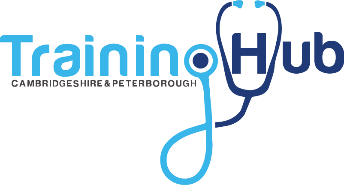 Training Hub
CAMBRIDGESHIRE & PETERBOROUGH